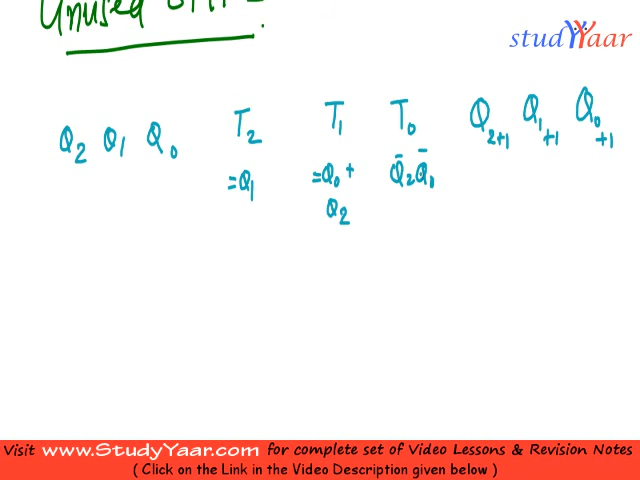 Unused STATE
studYYaar
Q2 Q1 Q0 T2 T1 T0 Q2+1 Q1+1 Q0+1
=Q1 =Q0 + Q̄2Q̄0
Q2
Visit www.StudyYaar.com for complete set of Video Lessons & Revision Notes
( Click on the Link in the Video Description given below )